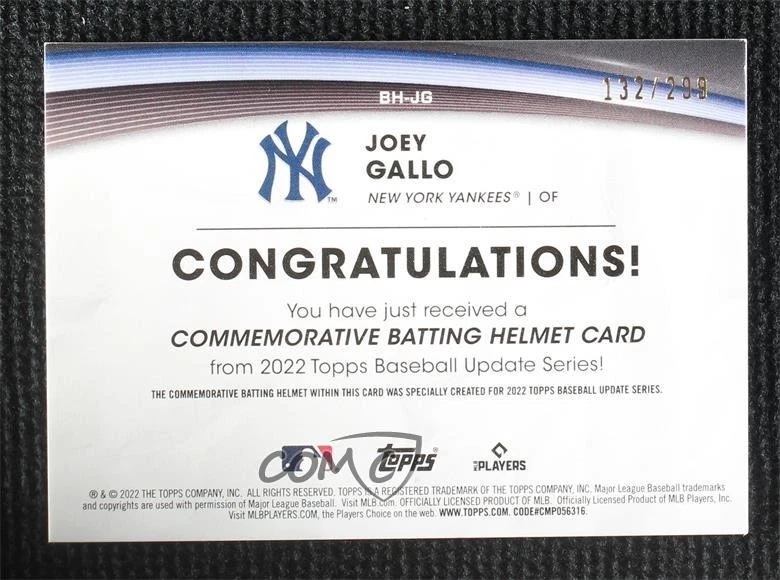 132/299
BH-JG
NY
TM
JOEY
GALLO
NEW YORK YANKEES® | OF
CONGRATULATIONS!
You have just received a
COMMEMORATIVE BATTING HELMET CARD
from 2022 Topps Baseball Update Series!
THE COMMEMORATIVE BATTING HELMET WITHIN THIS CARD WAS SPECIALLY CREATED FOR 2022 TOPPS BASEBALL UPDATE SERIES.
COMC
Topps
MLB PLAYERS
® & © 2022 THE TOPPS COMPANY, INC. ALL RIGHTS RESERVED. TOPPS IS A REGISTERED TRADEMARK OF THE TOPPS COMPANY, INC. Major League Baseball trademarks
and copyrights are used with permission of Major League Baseball. Visit MLB.com. OFFICIALLY LICENSED PRODUCT OF MLB. Officially Licensed Product of MLB Players, Inc.
Visit MLBPLAYERS.COM, the Players Choice on the web. WWW.TOPPS.COM. CODE#CMP056316.